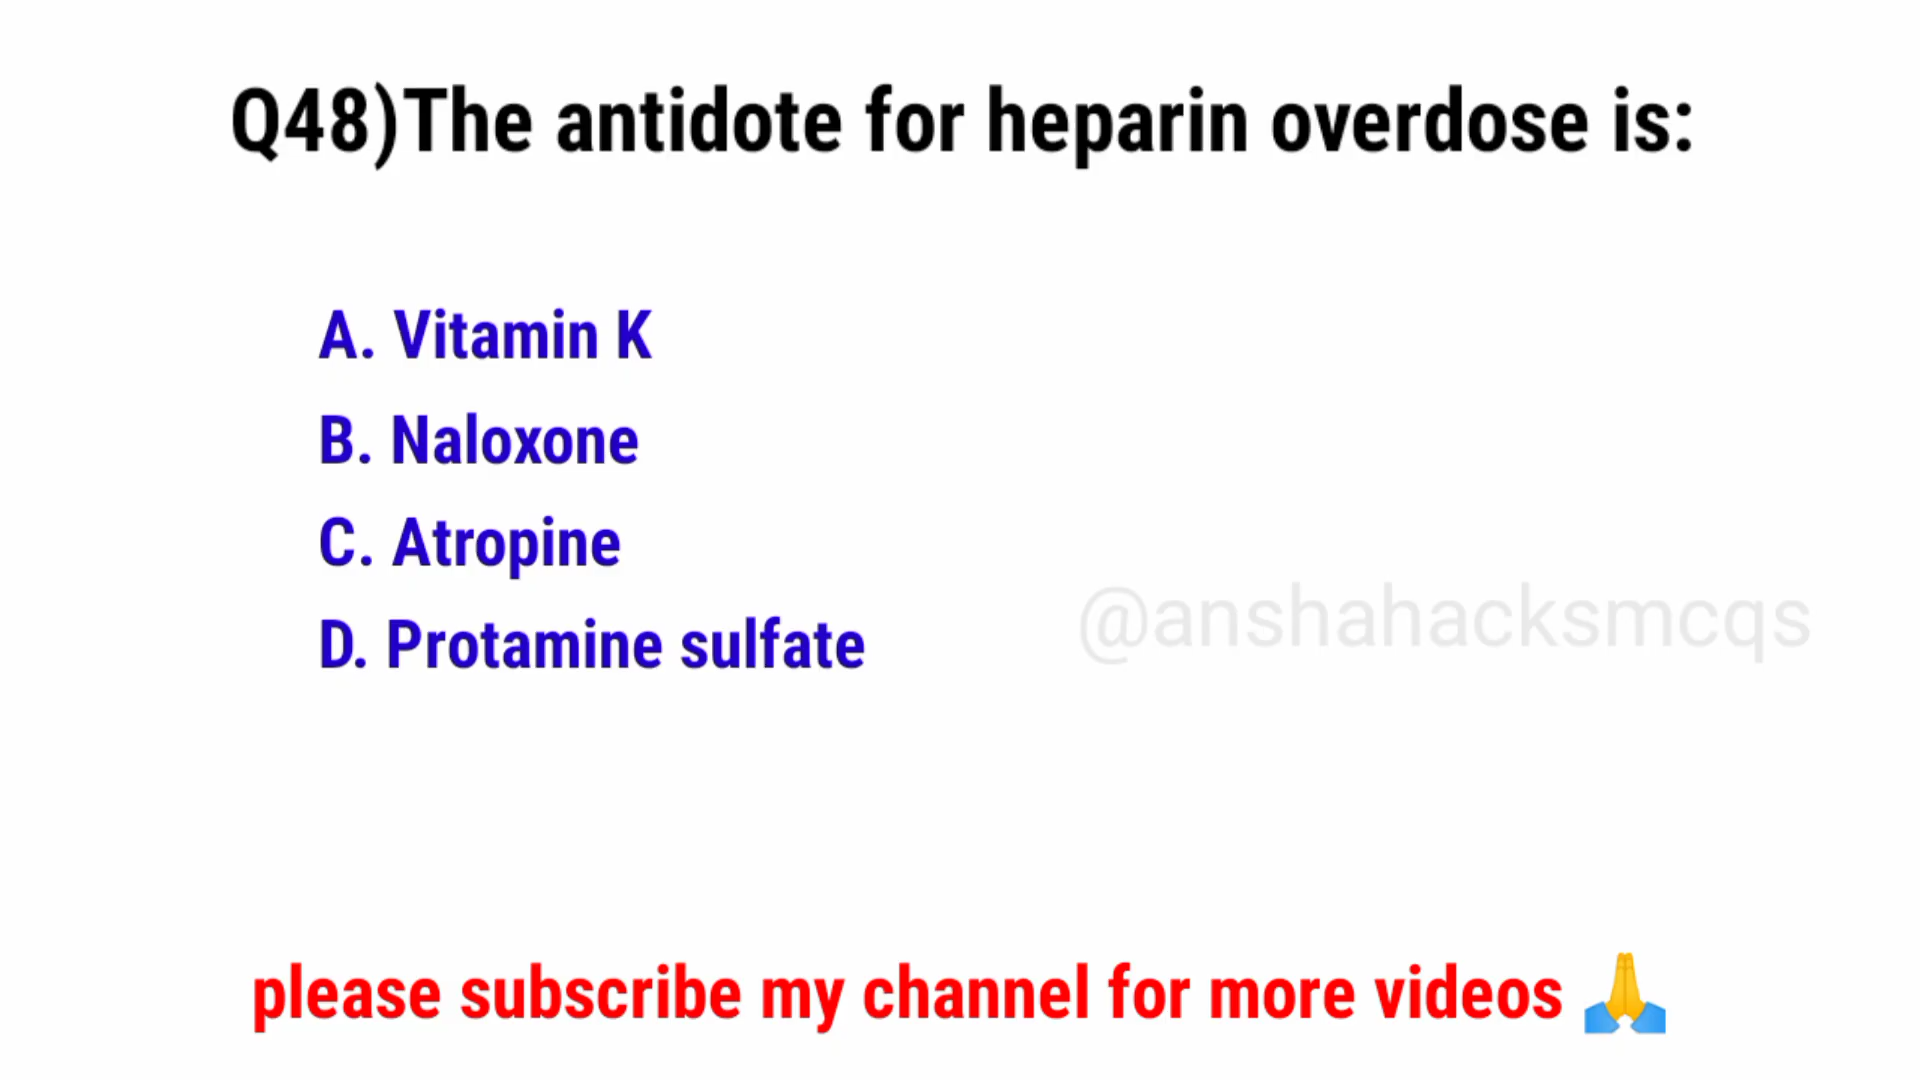 Q48)The antidote for heparin overdose is:
A. Vitamin K
B. Naloxone
C. Atropine
D. Protamine sulfate
@anshahacksmcqs
please subscribe my channel for more videos 🙏